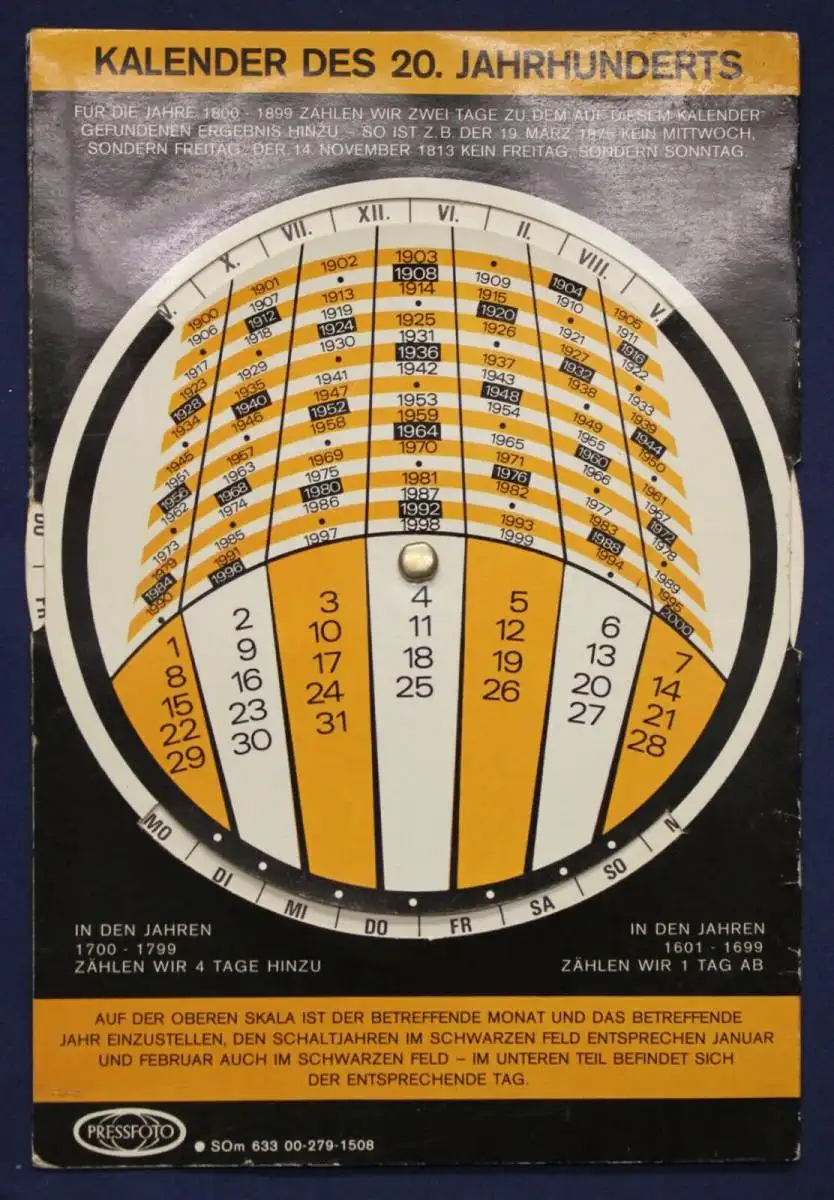 KALENDER DES 20. JAHRHUNDERTS
FÜR DIE JAHRE 1800 - 1899 ZÄHLEN WIR ZWEI TAGE ZU DEM AUF DIESEM KALENDER
GEFUNDENEN ERGEBNIS HINZU – SO IST Z.B. DER 19. MÄRZ 1875 KEIN MITTWOCH,
SONDERN FREITAG, DER 14. NOVEMBER 1813 KEIN FREITAG, SONDERN SONNTAG.
V. X. VII. XII. VI. II. VIII. V.
1900 1901 1902 1903 • 1904 1905
1906 1907 • 1908 1909 1910 1911
• 1912 1913 1914 1915 • 1916
1917 1918 1919 • 1920 1921 1922
1923 • 1924 1925 1926 1927 •
1928 1929 1930 1931 • 1932 1933
1934 1935 • 1936 1937 1938 1939
• 1940 1941 1942 1943 • 1944
1945 1946 1947 • 1948 1949 1950
1951 • 1952 1953 1954 1955 •
1956 1957 1958 1959 • 1960 1961
1962 1963 • 1964 1965 1966 1967
• 1968 1969 1970 1971 • 1972
1973 1974 1975 • 1976 1977 1978
1979 • 1980 1981 1982 1983 •
1984 1985 1986 1987 • 1988 1989
1990 1991 • 1992 1993 1994 1995
• 1996 1997 1998 1999 • 2000
DO
FR
1 2 3 4 5 6 7
8 9 10 11 12 13 14
15 16 17 18 19 20 21
22 23 24 25 26 27 28
29 30 31
MO DI MI DO FR SA SO
IN DEN JAHREN
1700 - 1799
ZÄHLEN WIR 4 TAGE HINZU
IN DEN JAHREN
1601 - 1699
ZÄHLEN WIR 1 TAG AB
AUF DER OBEREN SKALA IST DER BETREFFENDE MONAT UND DAS BETREFFENDE
JAHR EINZUSTELLEN, DEN SCHALTJAHREN IM SCHWARZEN FELD ENTSPRECHEN JANUAR
UND FEBRUAR AUCH IM SCHWARZEN FELD – IM UNTEREN TEIL BEFINDET SICH
DER ENTSPRECHENDE TAG.
PRESSFOTO
• SOm 633 00-279-1508